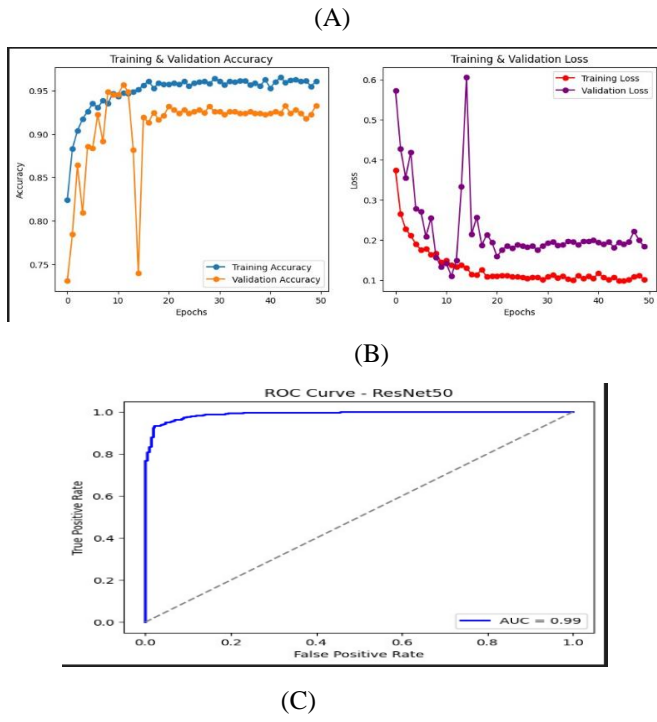 (A)
Training & Validation Accuracy
0.95
0.90
0.85
0.80
0.75
Accuracy
Training Accuracy
Validation Accuracy
0 10 20 30 40 50
Epochs
Training & Validation Loss
0.6
0.5
0.4
0.3
0.2
0.1
Loss
Training Loss
Validation Loss
0 10 20 30 40 50
Epochs
(B)
ROC Curve - ResNet50
1.0
0.8
0.6
0.4
0.2
0.0
True Positive Rate
AUC = 0.99
0.0 0.2 0.4 0.6 0.8 1.0
False Positive Rate
(C)